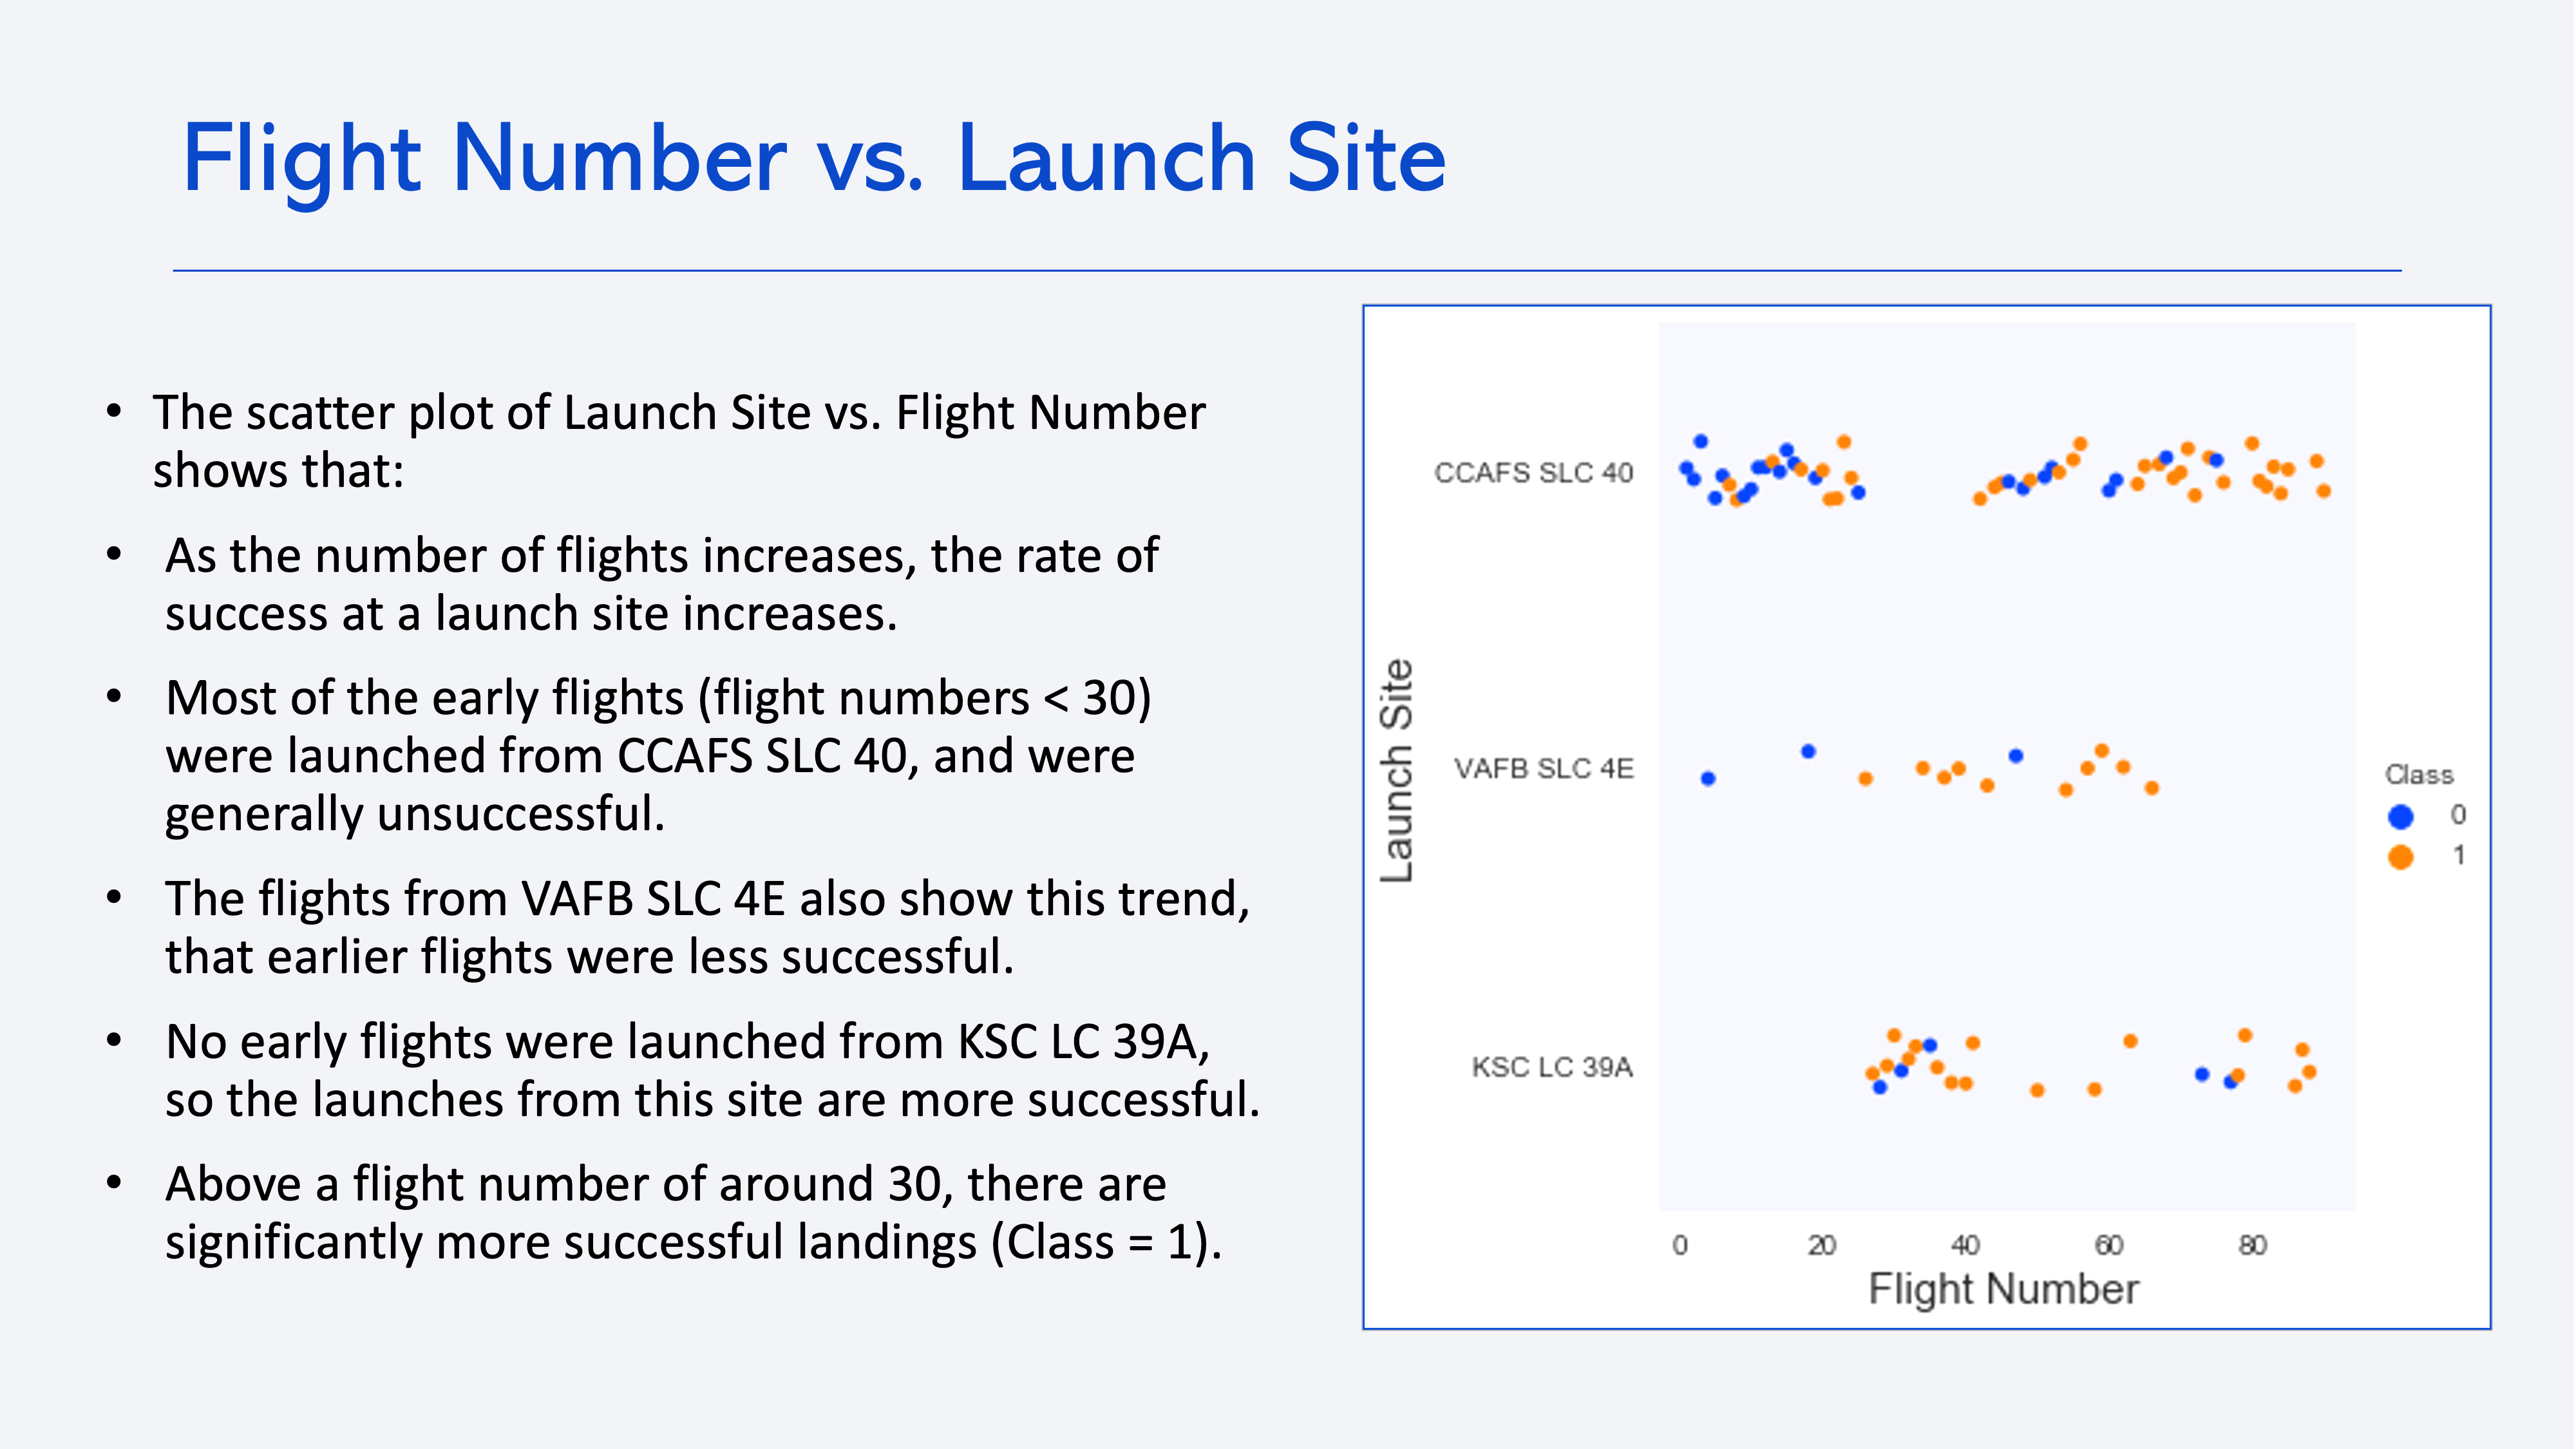 Flight Number vs. Launch Site
• The scatter plot of Launch Site vs. Flight Number
shows that:
• As the number of flights increases, the rate of
success at a launch site increases.
• Most of the early flights (flight numbers < 30)
were launched from CCAFS SLC 40, and were
generally unsuccessful.
• The flights from VAFB SLC 4E also show this trend,
that earlier flights were less successful.
• No early flights were launched from KSC LC 39A,
so the launches from this site are more successful.
• Above a flight number of around 30, there are
significantly more successful landings (Class = 1).
Launch Site
CCAFS SLC 40
VAFB SLC 4E
KSC LC 39A
0 20 40 60 80
Flight Number
Class
0
1